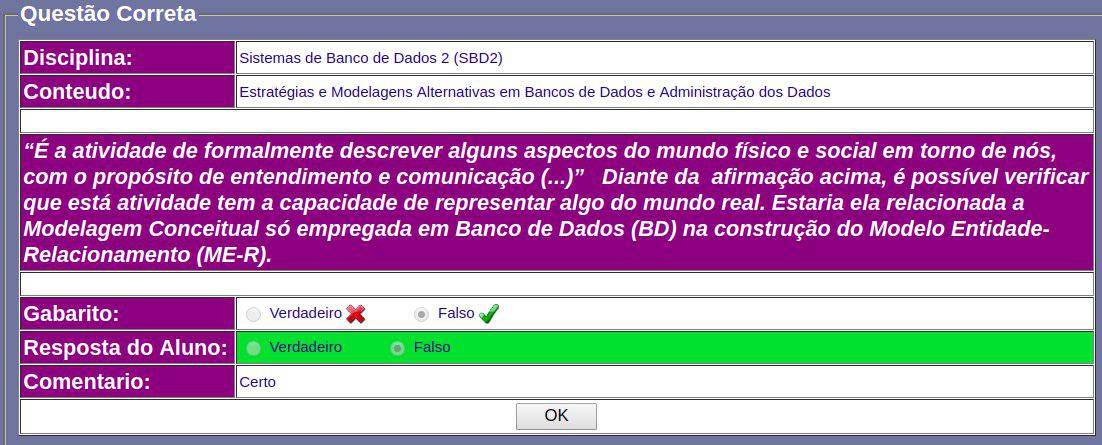 Questão Correta
Disciplina: Sistemas de Banco de Dados 2 (SBD2)
Conteudo: Estratégias e Modelagens Alternativas em Bancos de Dados e Administração dos Dados
“É a atividade de formalmente descrever alguns aspectos do mundo físico e social em torno de nós,
com o propósito de entendimento e comunicação (...)” Diante da afirmação acima, é possível verificar
que está atividade tem a capacidade de representar algo do mundo real. Estaria ela relacionada a
Modelagem Conceitual só empregada em Banco de Dados (BD) na construção do Modelo Entidade-
Relacionamento (ME-R).
Gabarito: Verdadeiro Falso
Resposta do Aluno: Verdadeiro Falso
Comentario: Certo
OK